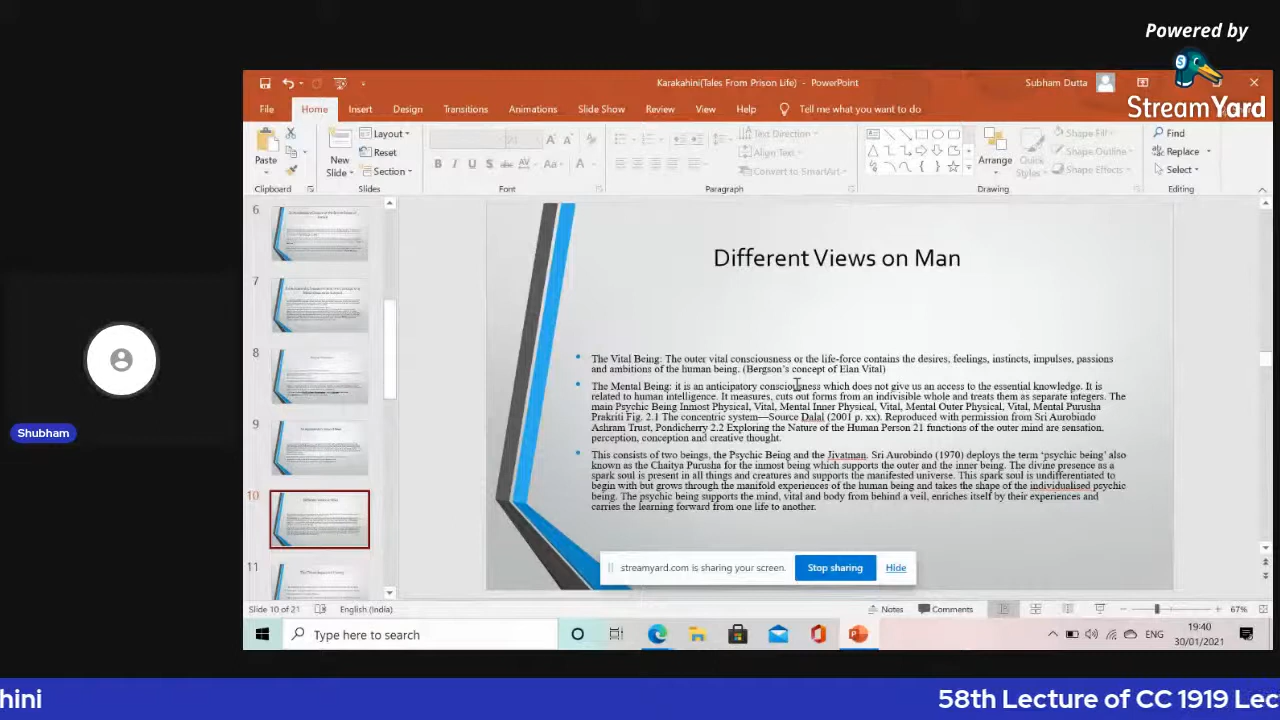 Powered by
StreamYard
Karakahini(Tales From Prison Life) - PowerPoint
Subham Dutta
File Home Insert Design Transitions Animations Slide Show Review View Help Tell me what you want to do
Paste
New
Slide
Layout
Reset
Section
Text Direction
Align Text
Convert to SmartArt
Arrange
Quick
Styles
Shape Fill
Shape Outline
Shape Effects
Find
Replace
Select
Clipboard Slides Font Paragraph Drawing Editing
6
7
8
9
10
11
Different Views on Man
The Vital Being: The outer vital consciousness or the life-force contains the desires, feelings, instincts, impulses, passions
and ambitions of the human being. (Bergson's concept of Elan Vital)
The Mental Being: it is an anticipatory consciousness which does not give us an access to the essential knowledge. It is
related to human intelligence. It measures, cuts out forms from an indivisible whole and treats them as separate integers. The
main Psychic Being Inmost Physical, Vital, Mental Inner Physical, Vital, Mental Outer Physical, Vital, Mental Purusha
Prakriti Fig. 2.1 The concentric system—Source Dalal (2001 p. xx). Reproduced with permission from Sri Aurobindo
Ashram Trust, Pondicherry 2.2 Exploring the Nature of the Human Person 21 functions of the outer mind are sensation,
perception, conception and creative thought.
This consists of two beings, the Psychic Being and the Jivatman. Sri Aurobindo (1970) deploys the term 'psychic being' also
known as the Chaitya Purusha for the inmost being which supports the outer and the inner being. The divine presence as a
spark soul is present in all things and creatures and supports the manifested universe. This spark soul is undifferentiated to
begin with but grows through the manifold experiences of the human being and takes the shape of the individualised psychic
being. The psychic being supports the mind, vital and body from behind a veil, enriches itself by their experiences and
carries the learning forward from one life to another.
streamyard.com is sharing your screen. Stop sharing Hide
Shubham
Slide 10 of 21 English (India) Notes Comments 67%
Type here to search
ENG
19:40
30/01/2021
hini 58th Lecture of CC 1919 Lec